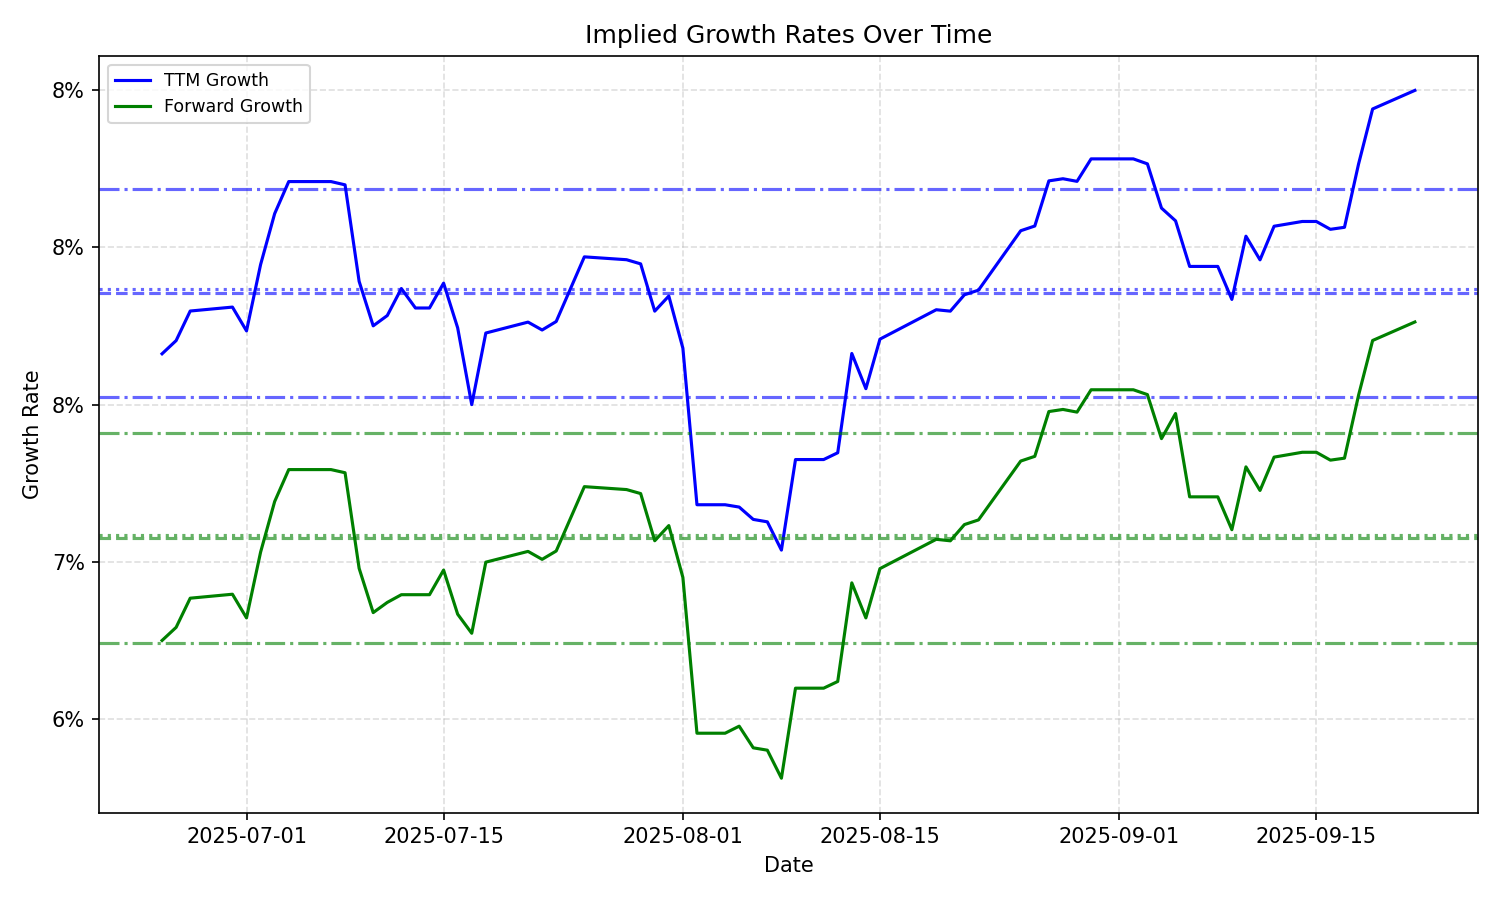 Implied Growth Rates Over Time
TTM Growth
Forward Growth
8%
8%
8%
7%
6%
Growth Rate
2025-07-01
2025-07-15
2025-08-01
2025-08-15
2025-09-01
2025-09-15
Date